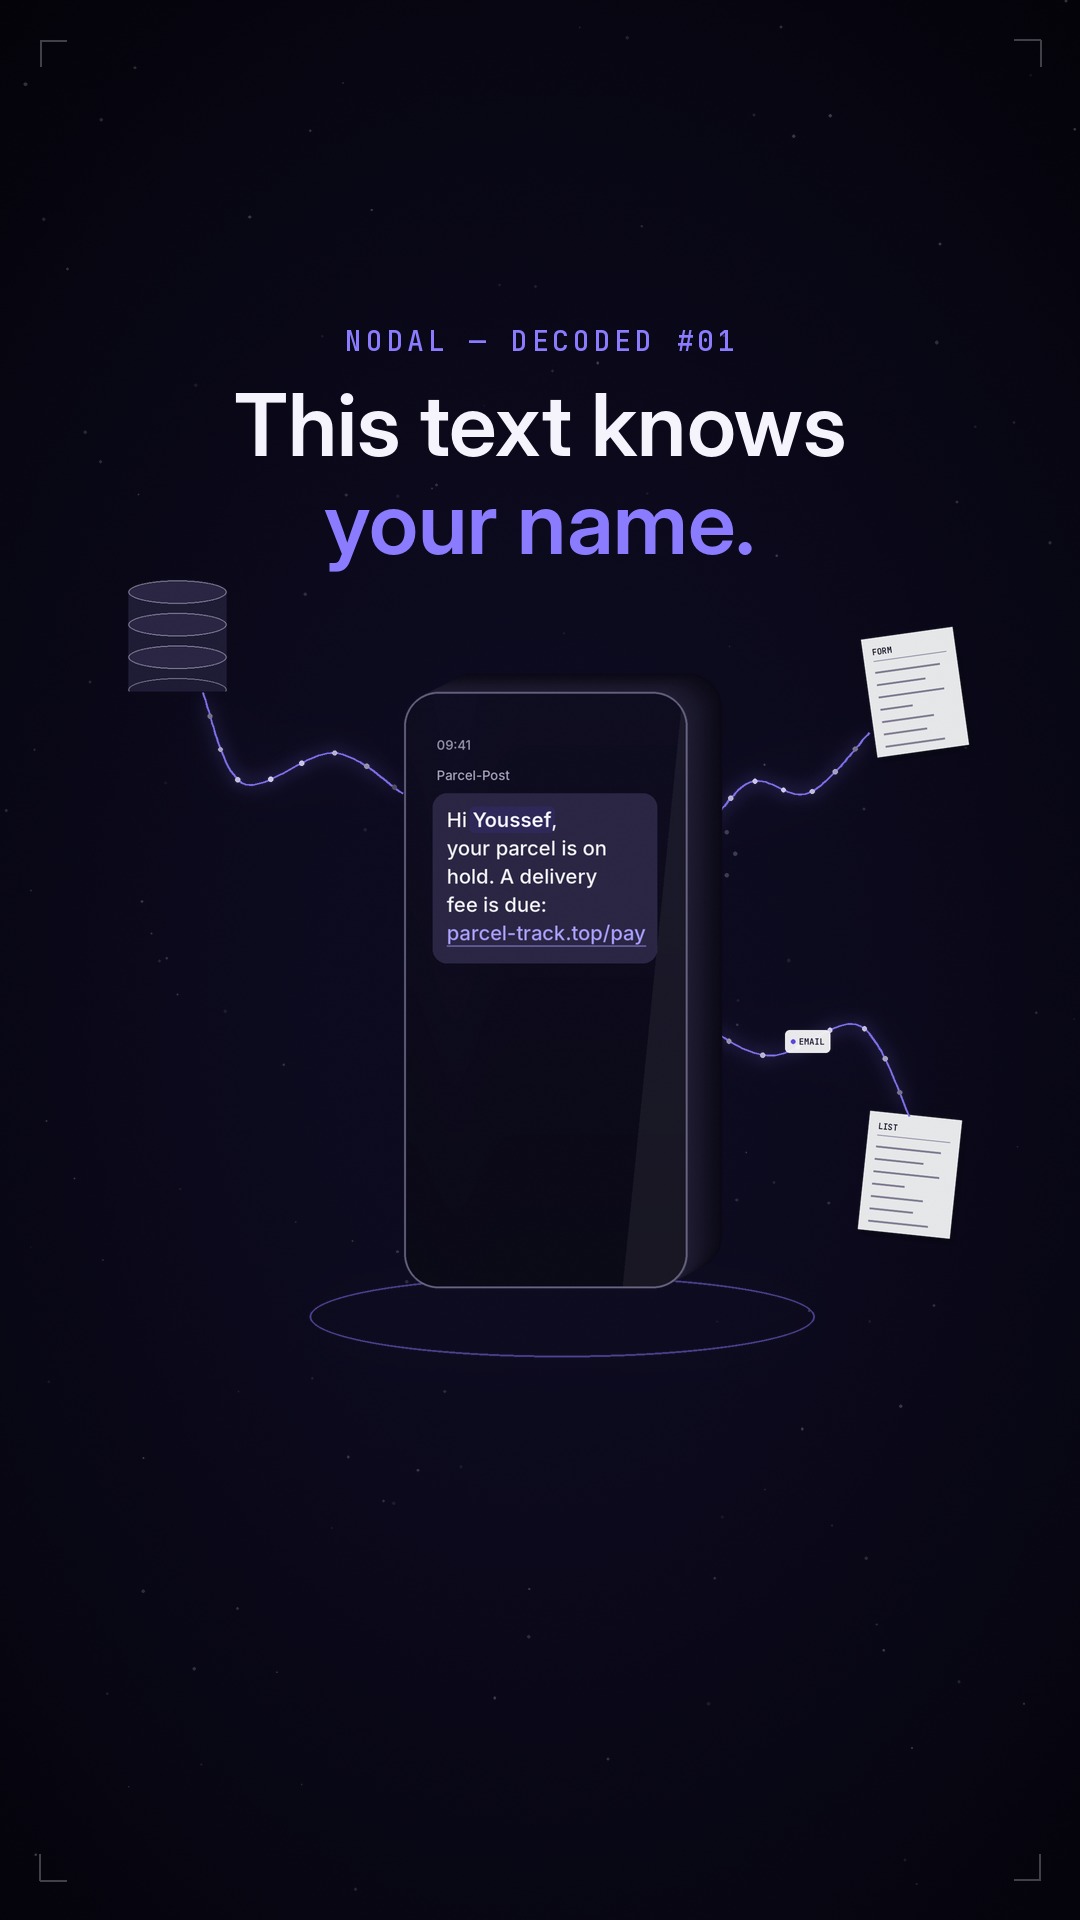 NODAL — DECODED #01
This text knows
your name.
FORM
09:41
Parcel-Post
Hi Youssef,
your parcel is on
hold. A delivery
fee is due:
parcel-track.top/pay
EMAIL
LIST